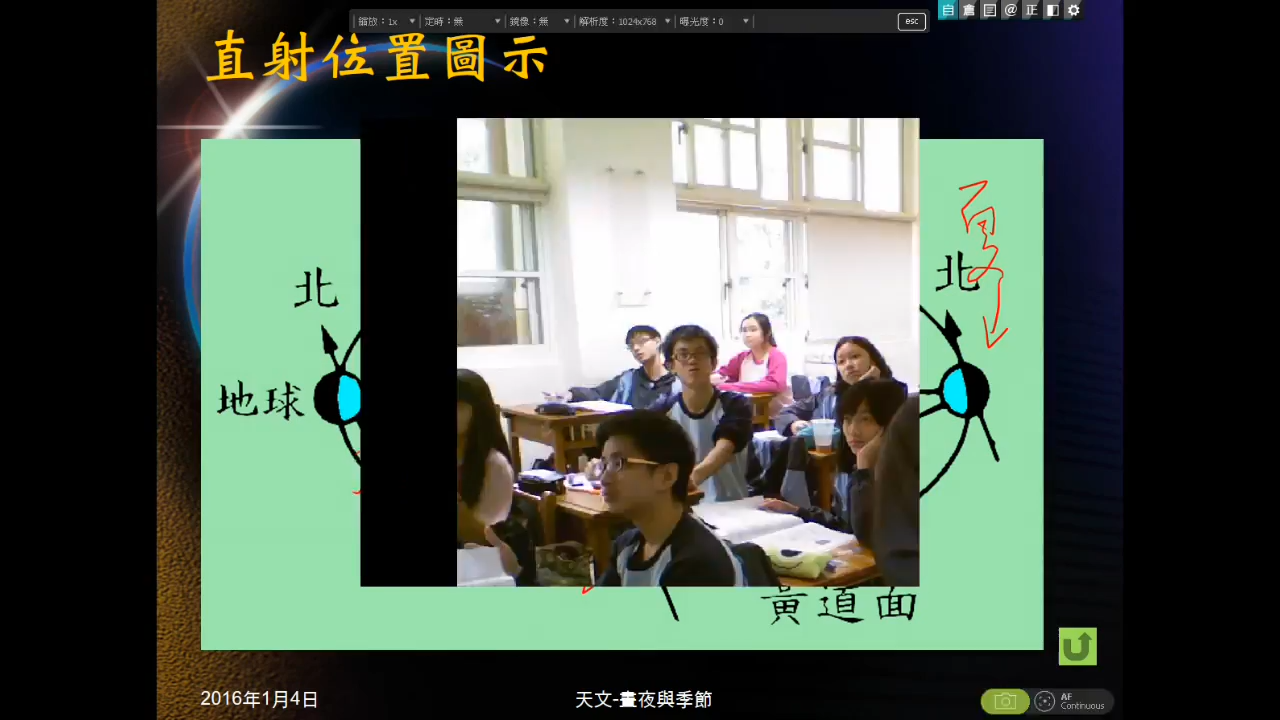 縮放：1x 定時：無 鏡像：無 解析度：1024x768 曝光度：0 esc
直射位置圖示
北
北
地球
黃道面
2016年1月4日
天文-晝夜與季節
AF
Continuous